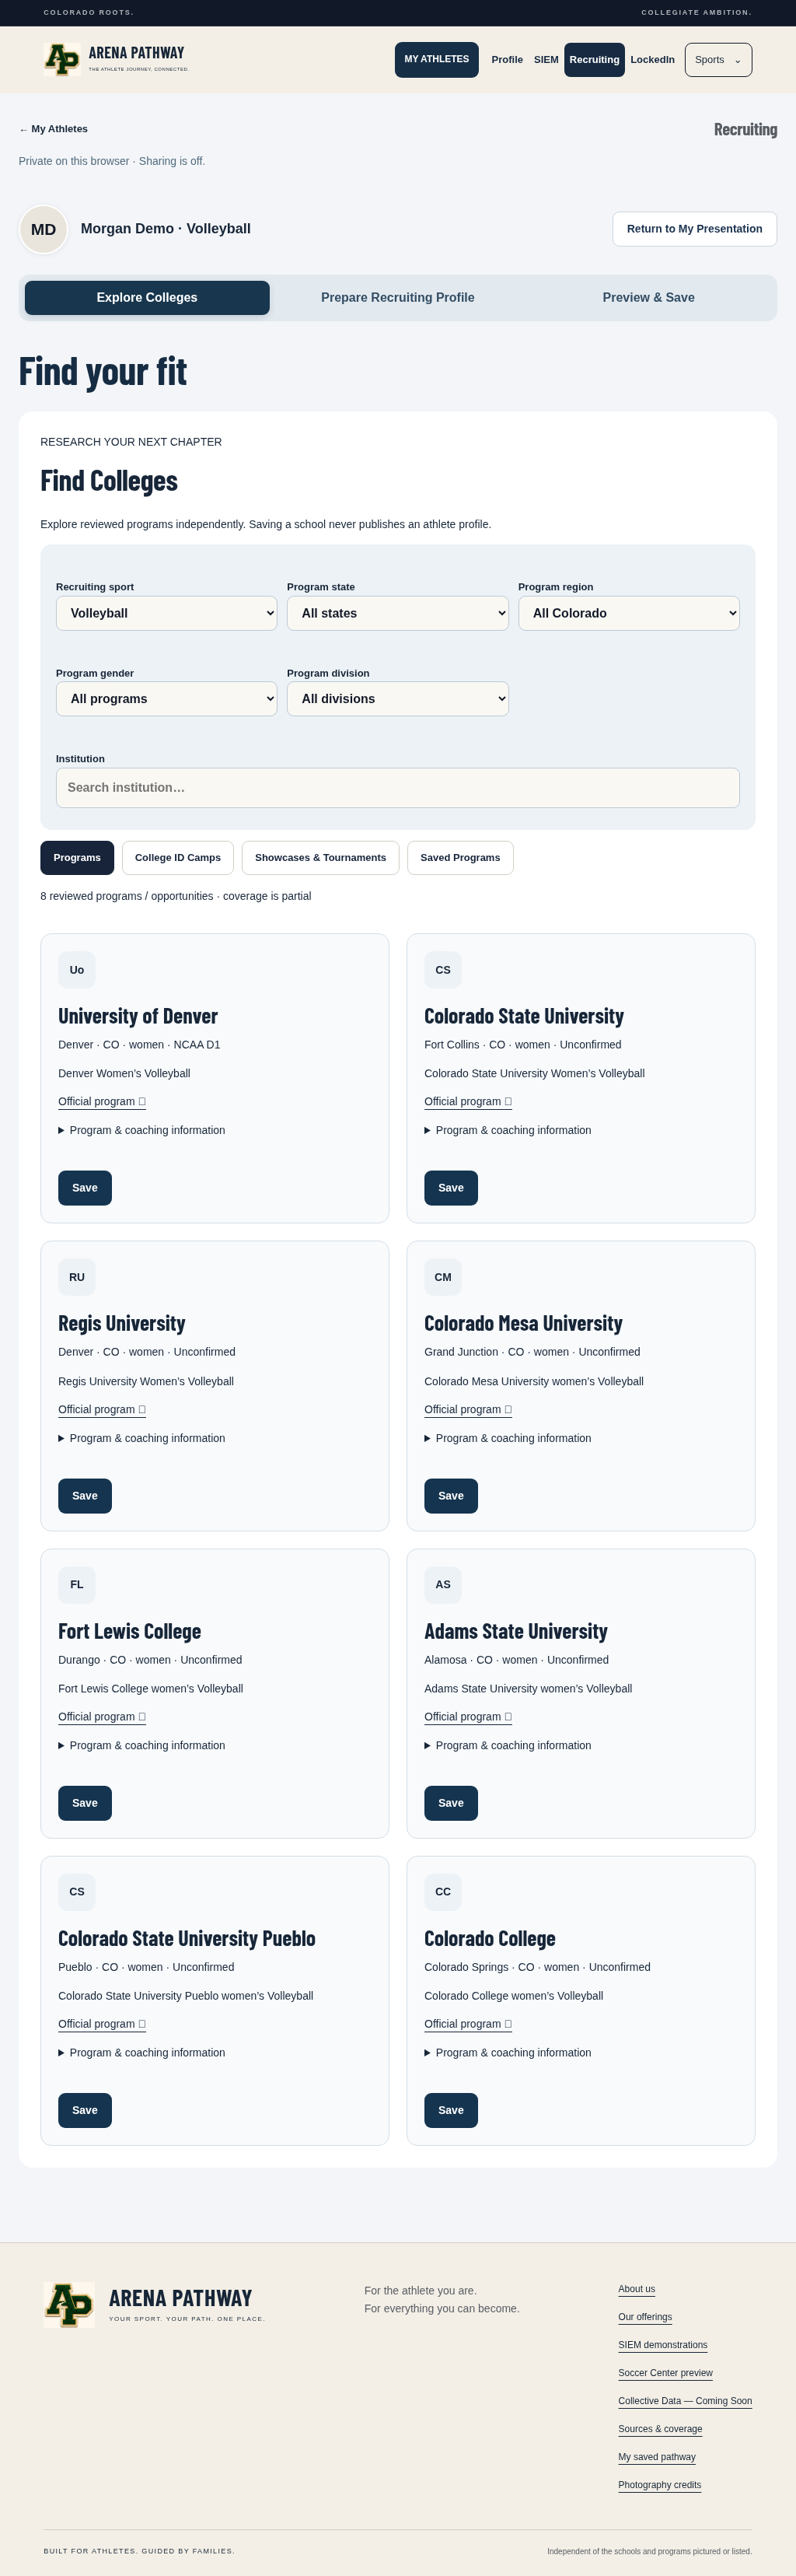 COLORADO ROOTS.
COLLEGIATE AMBITION.
AP
ARENA PATHWAY
THE ATHLETE JOURNEY, CONNECTED.
MY ATHLETES
Profile
SIEM
Recruiting
LockedIn
Sports
← My Athletes
Recruiting
Private on this browser · Sharing is off.
MD
Morgan Demo · Volleyball
Return to My Presentation
Explore Colleges
Prepare Recruiting Profile
Preview & Save
Find your fit
RESEARCH YOUR NEXT CHAPTER
Find Colleges
Explore reviewed programs independently. Saving a school never publishes an athlete profile.
Recruiting sport
Program state
Program region
Volleyball
All states
All Colorado
Program gender
Program division
All programs
All divisions
Institution
Search institution…
Programs
College ID Camps
Showcases & Tournaments
Saved Programs
8 reviewed programs / opportunities · coverage is partial
Uo
University of Denver
Denver · CO · women · NCAA D1
Denver Women’s Volleyball
Official program
Program & coaching information
Save
CS
Colorado State University
Fort Collins · CO · women · Unconfirmed
Colorado State University Women’s Volleyball
Official program
Program & coaching information
Save
RU
Regis University
Denver · CO · women · Unconfirmed
Regis University Women’s Volleyball
Official program
Program & coaching information
Save
CM
Colorado Mesa University
Grand Junction · CO · women · Unconfirmed
Colorado Mesa University women’s Volleyball
Official program
Program & coaching information
Save
FL
Fort Lewis College
Durango · CO · women · Unconfirmed
Fort Lewis College women’s Volleyball
Official program
Program & coaching information
Save
AS
Adams State University
Alamosa · CO · women · Unconfirmed
Adams State University women’s Volleyball
Official program
Program & coaching information
Save
CS
Colorado State University Pueblo
Pueblo · CO · women · Unconfirmed
Colorado State University Pueblo women’s Volleyball
Official program
Program & coaching information
Save
CC
Colorado College
Colorado Springs · CO · women · Unconfirmed
Colorado College women’s Volleyball
Official program
Program & coaching information
Save
AP
ARENA PATHWAY
YOUR SPORT. YOUR PATH. ONE PLACE.
For the athlete you are.
For everything you can become.
About us
Our offerings
SIEM demonstrations
Soccer Center preview
Collective Data — Coming Soon
Sources & coverage
My saved pathway
Photography credits
BUILT FOR ATHLETES. GUIDED BY FAMILIES.
Independent of the schools and programs pictured or listed.